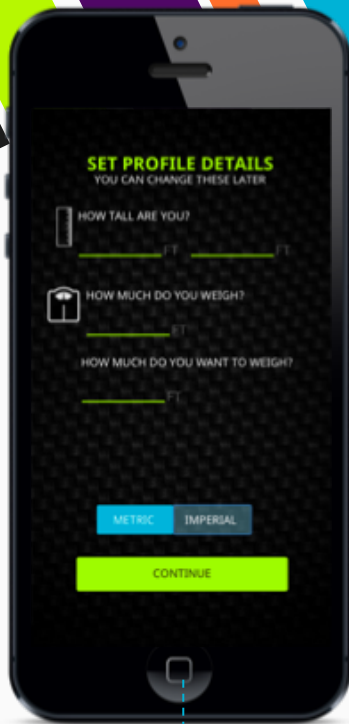 SET PROFILE DETAILS
YOU CAN CHANGE THESE LATER
HOW TALL ARE YOU?
FT FT
HOW MUCH DO YOU WEIGH?
FT
HOW MUCH DO YOU WANT TO WEIGH?
FT
METRIC IMPERIAL
CONTINUE